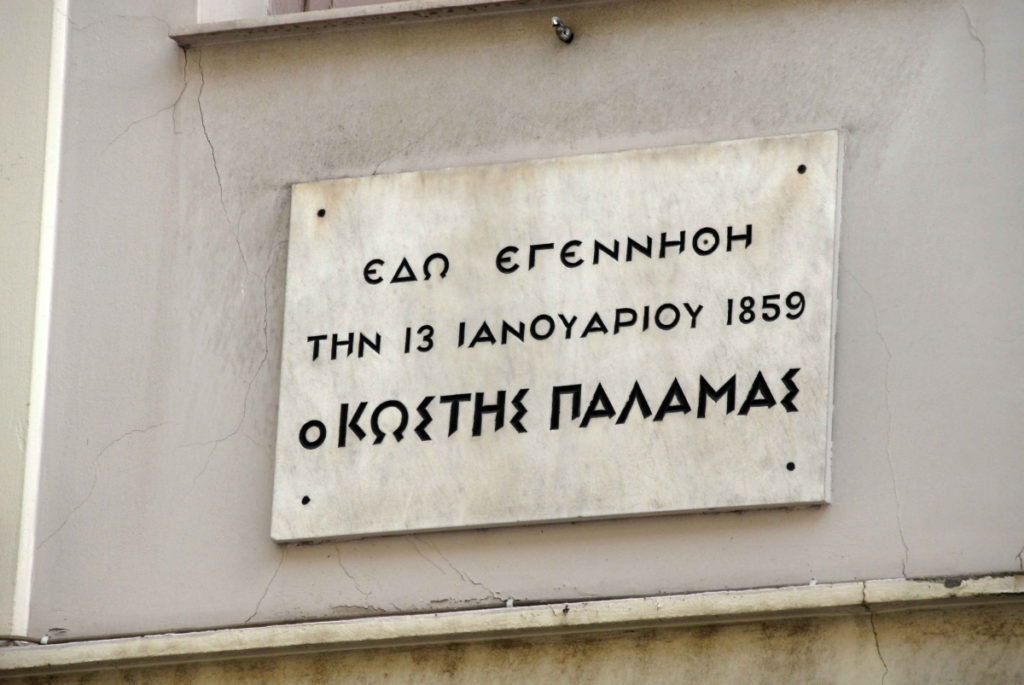 ΕΔΩ ΕΓΕΝΝΗΘΗ
ΤΗΝ 13 ΙΑΝΟΥΑΡΙΟΥ 1859
Ο ΚΩΣΤΗΣ ΠΑΛΑΜΑΣ